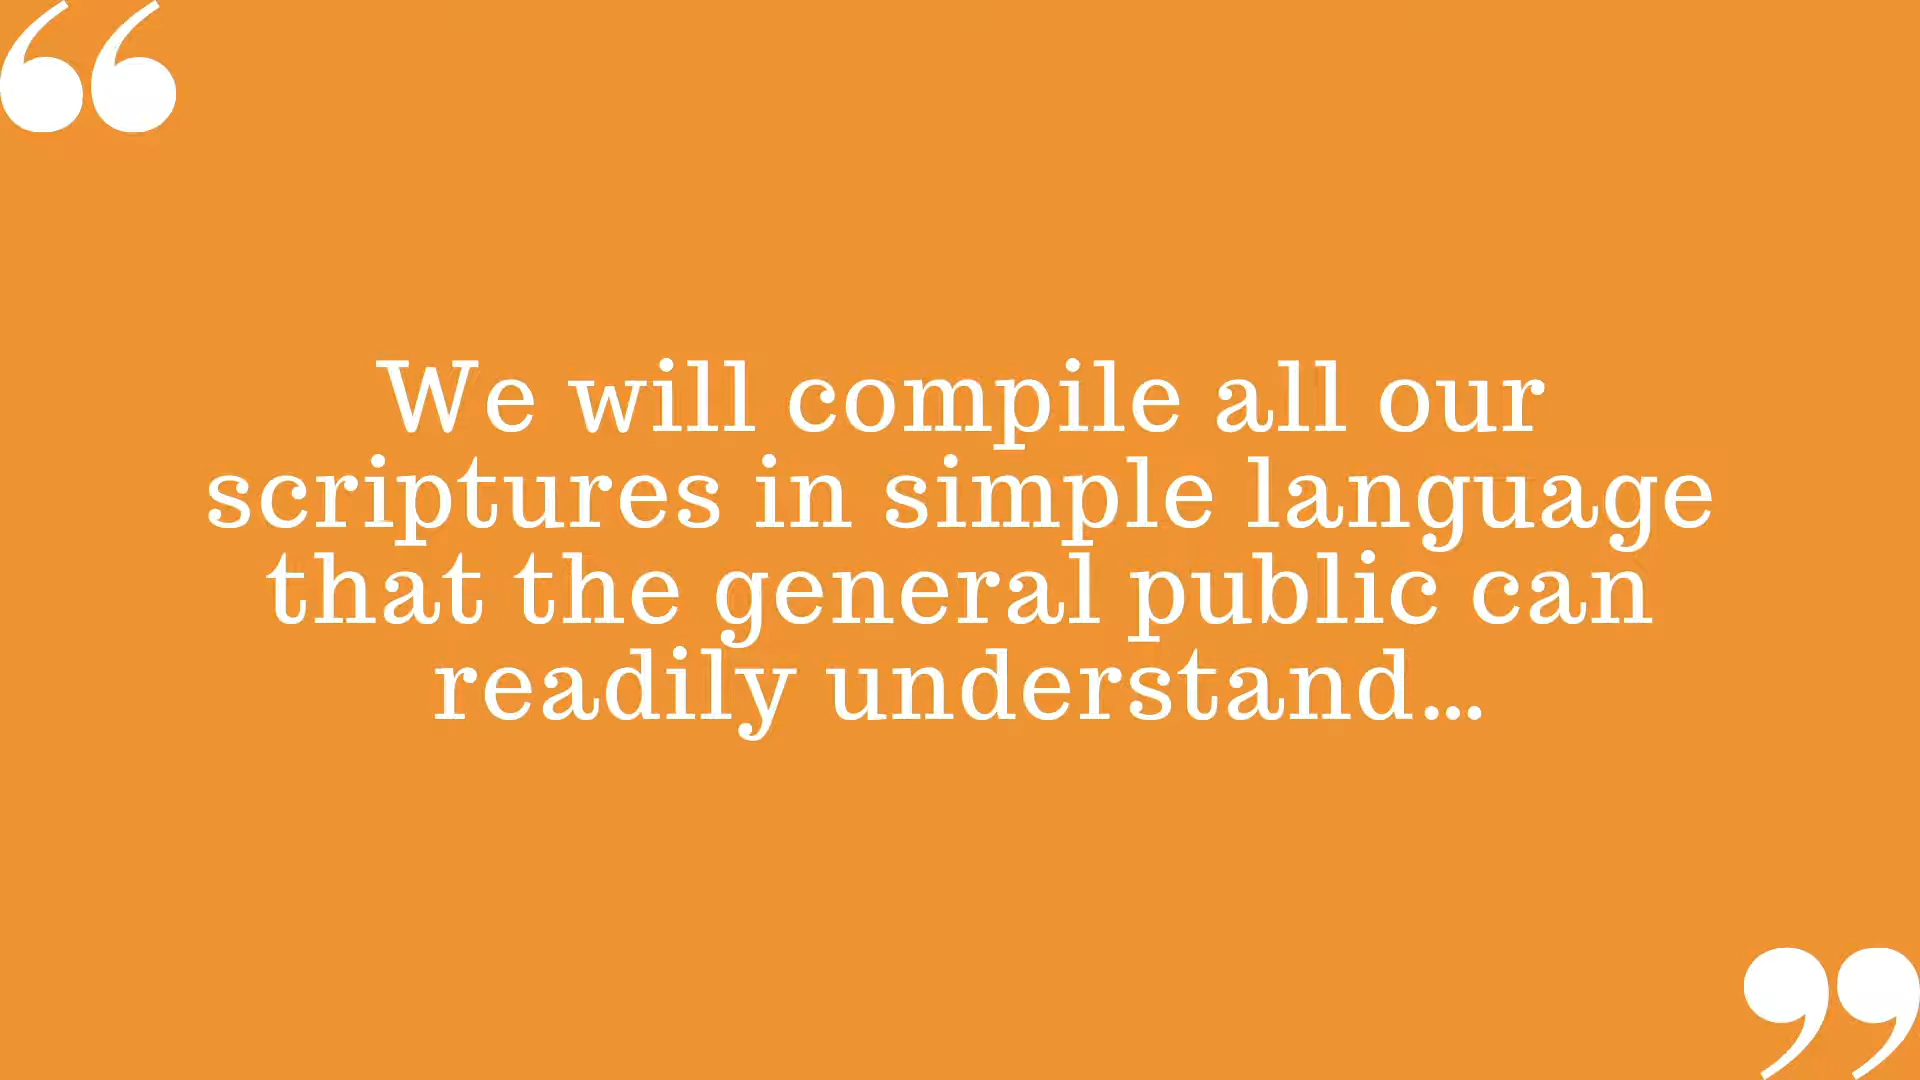 “
We will compile all our
scriptures in simple language
that the general public can
readily understand...
”